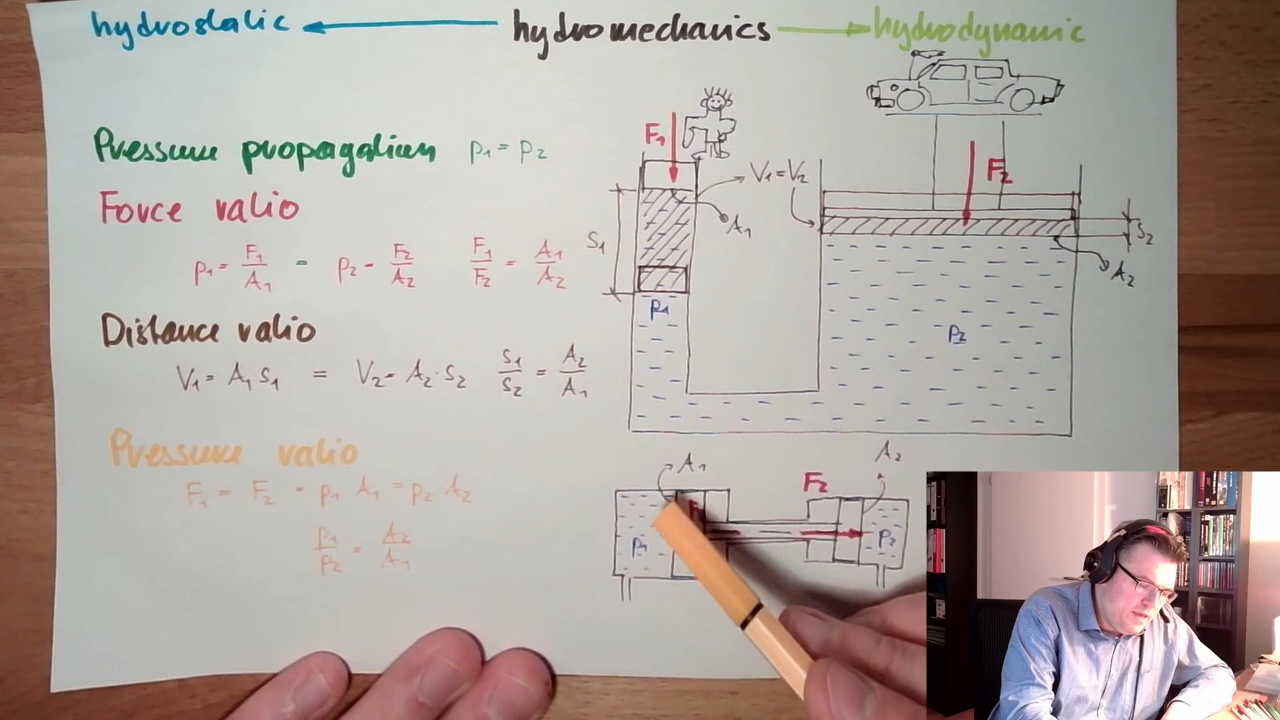 hydrostatic hydromechanics hydrodynamic
Pressure propagation p₁ = p₂
Force ratio
p₁ = F₁/A₁ = p₂ = F₂/A₂ F₁/F₂ = A₁/A₂
Distance ratio
V₁ = A₁ s₁ = V₂ = A₂ · s₂ s₁/s₂ = A₂/A₁
Pressure ratio
F₁ = F₂ = p₁ A₁ = p₂ A₂
p₁/p₂ = A₂/A₁
F₁
V₁ = V₂
F₂
A₁
S₁
S₂
A₂
p₁
p₂
A₁
A₂
F₂
p₁
p₂